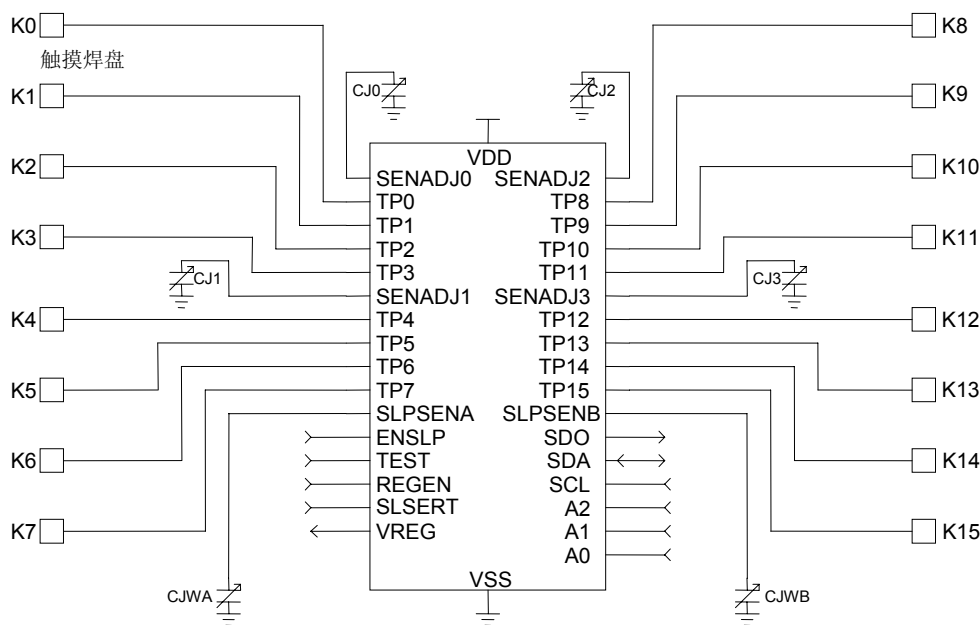 K0
K8
触摸焊盘
K1
CJ0
CJ2
K9
VDD
K2
SENADJ0
SENADJ2
K10
TP0
TP8
TP1
TP9
K3
TP2
TP10
K11
TP3
TP11
CJ1
CJ3
SENADJ1
SENADJ3
K4
TP4
TP12
K12
TP5
TP13
TP6
TP14
K5
TP7
TP15
K13
SLPSENA
SLPSENB
ENSLP
SDO
K6
TEST
SDA
K14
REGEN
SCL
SLSERT
A2
K7
VREG
A1
K15
A0
VSS
CJWA
CJWB